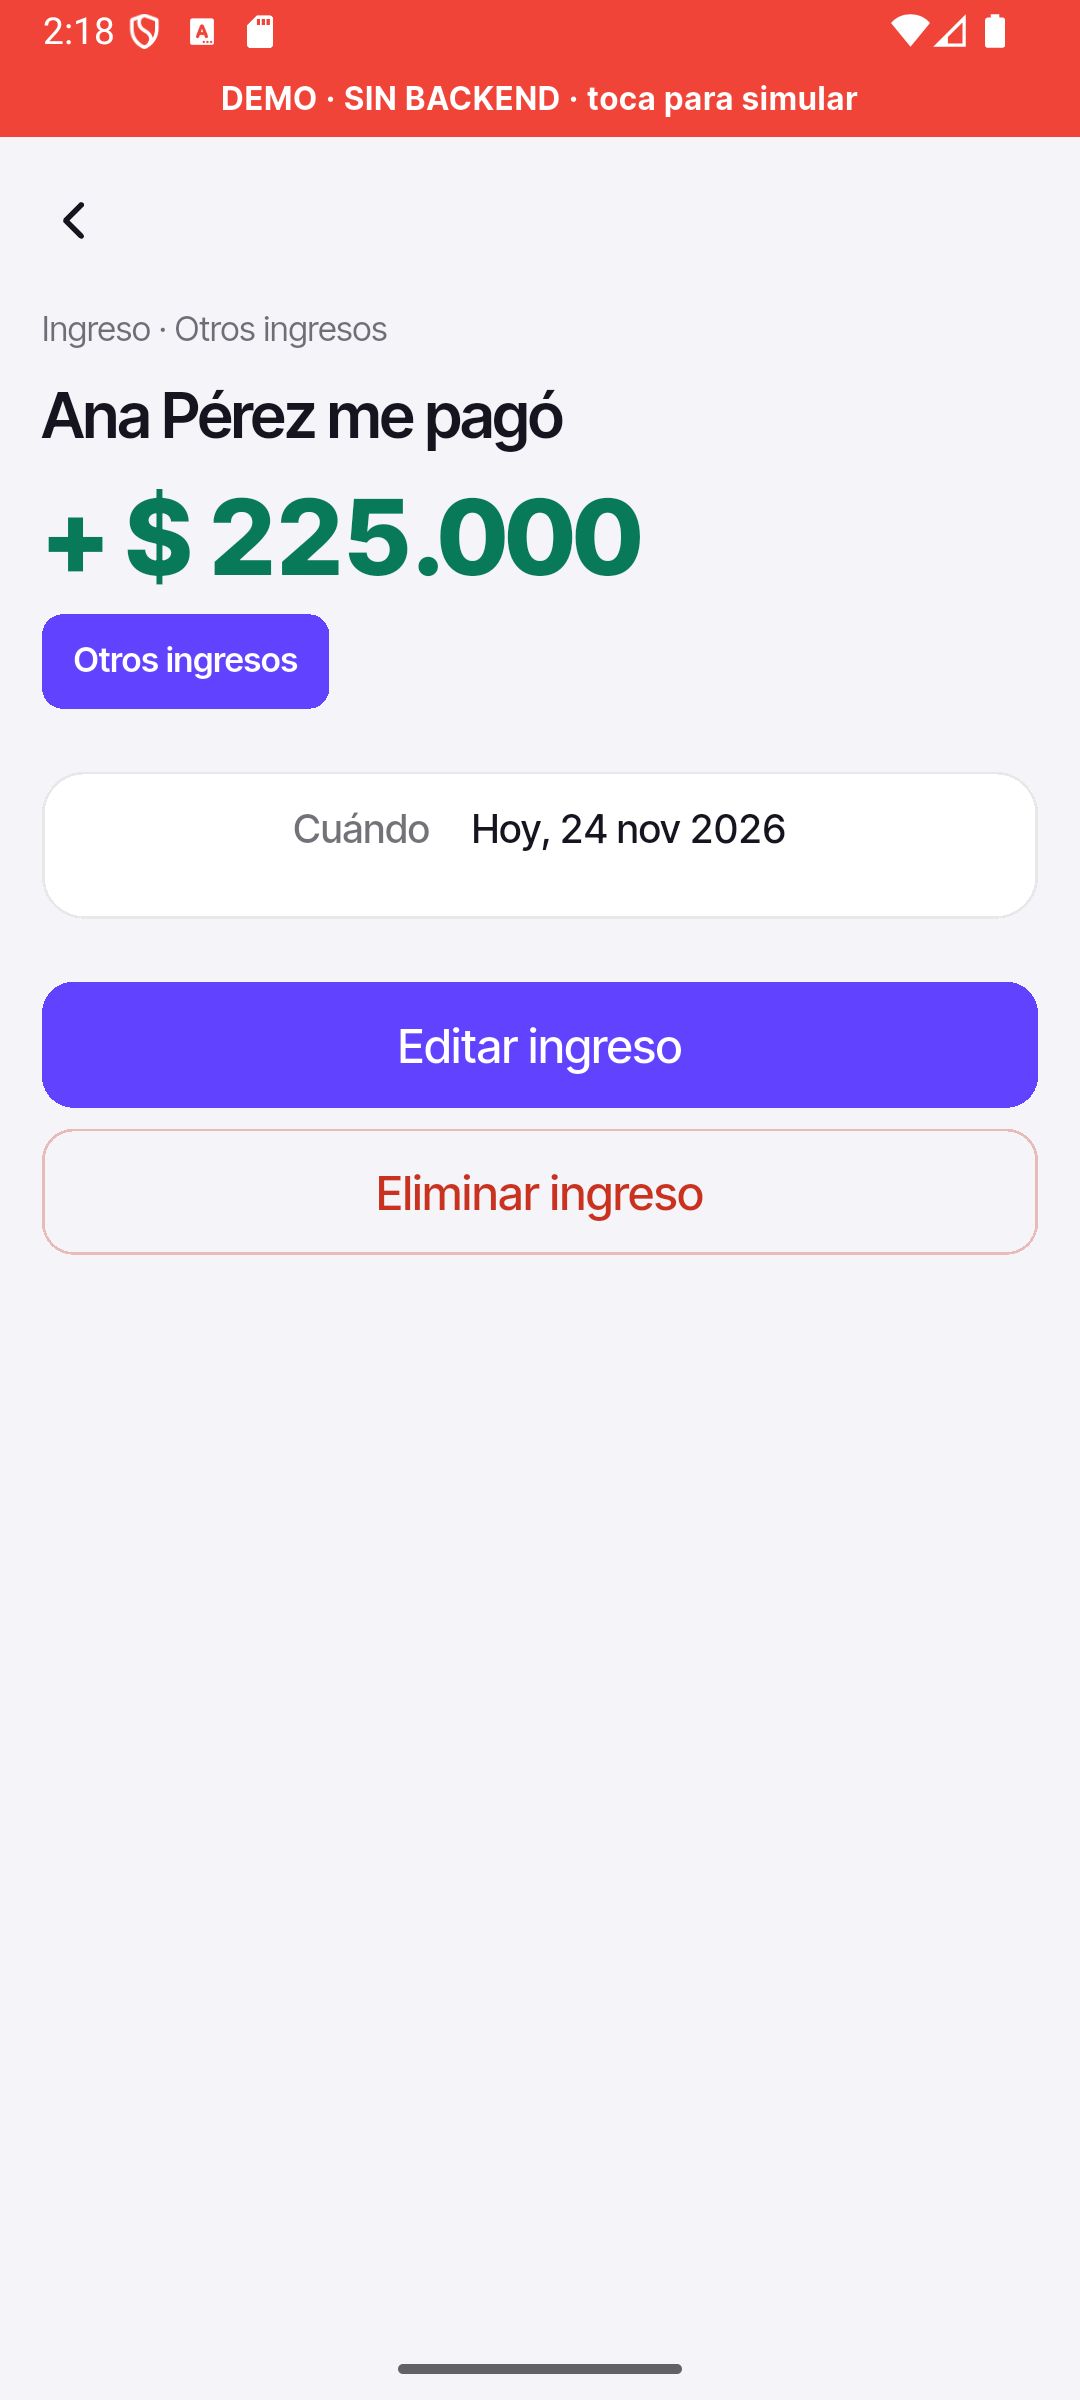 2:18
DEMO · SIN BACKEND · toca para simular
Ingreso · Otros ingresos
Ana Pérez me pagó
+ $ 225.000
Otros ingresos
Cuándo Hoy, 24 nov 2026
Editar ingreso
Eliminar ingreso